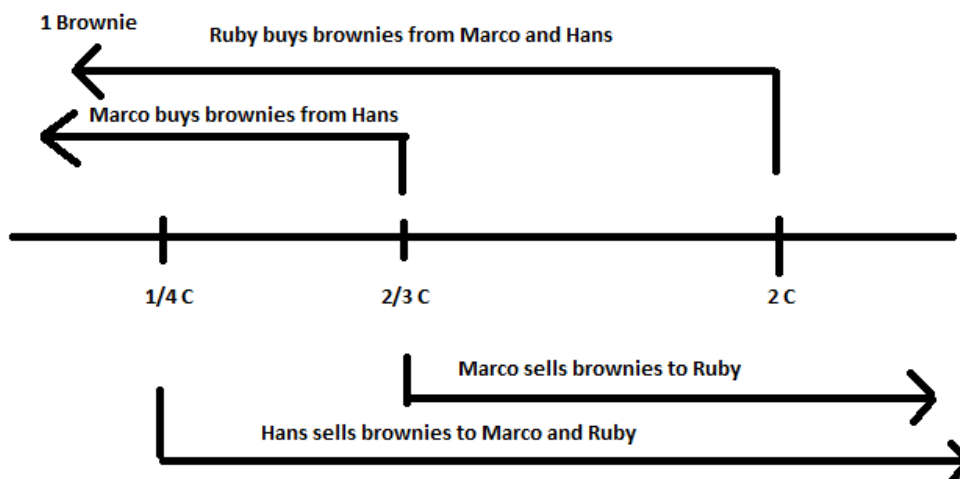 1 Brownie
Ruby buys brownies from Marco and Hans
Marco buys brownies from Hans
1/4 C
2/3 C
2 C
Marco sells brownies to Ruby
Hans sells brownies to Marco and Ruby